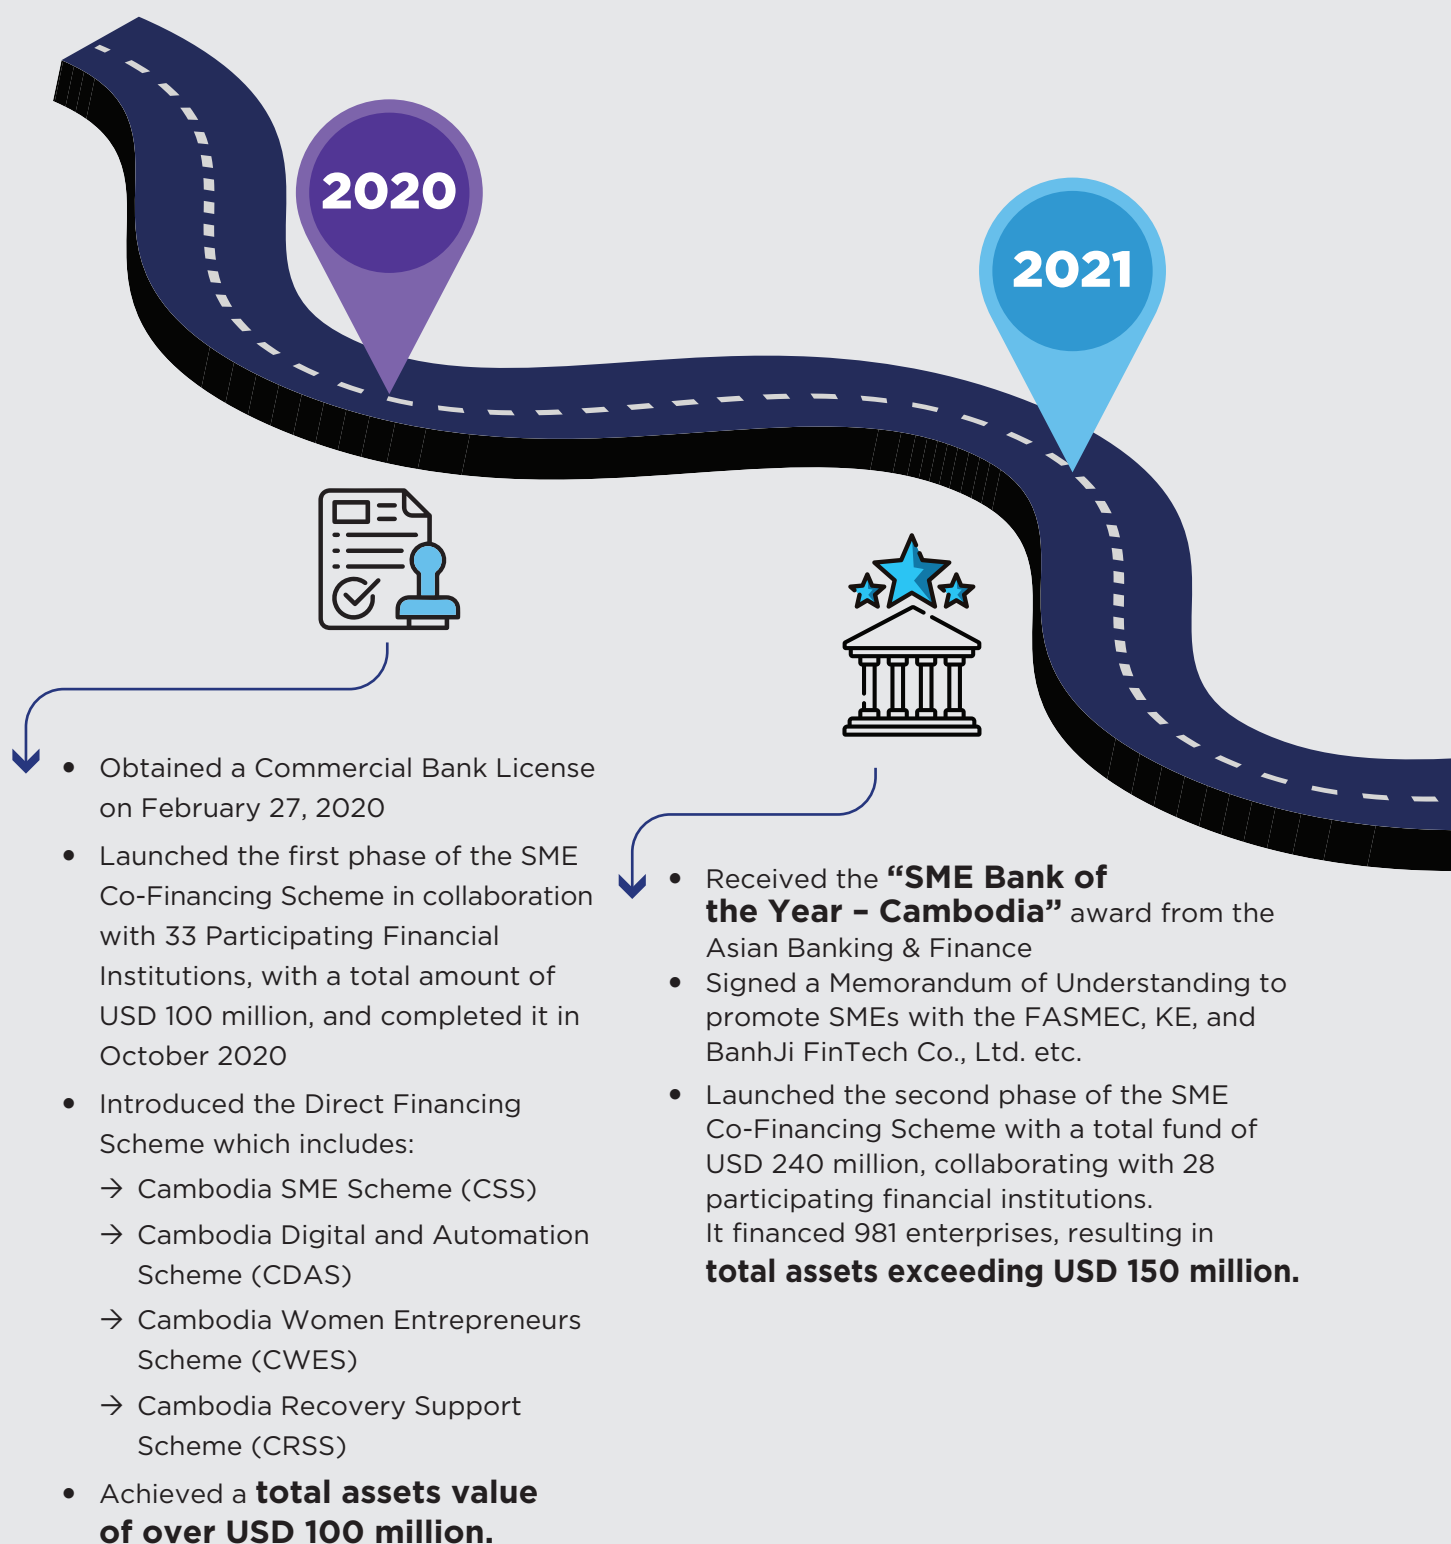 2020
2021
• Obtained a Commercial Bank License
on February 27, 2020
• Launched the first phase of the SME
Co-Financing Scheme in collaboration
with 33 Participating Financial
Institutions, with a total amount of
USD 100 million, and completed it in
October 2020
• Introduced the Direct Financing
Scheme which includes:
→ Cambodia SME Scheme (CSS)
→ Cambodia Digital and Automation
Scheme (CDAS)
→ Cambodia Women Entrepreneurs
Scheme (CWES)
→ Cambodia Recovery Support
Scheme (CRSS)
• Achieved a total assets value
of over USD 100 million.
• Received the “SME Bank of
the Year – Cambodia” award from the
Asian Banking & Finance
• Signed a Memorandum of Understanding to
promote SMEs with the FASMEC, KE, and
BanhJi FinTech Co., Ltd. etc.
• Launched the second phase of the SME
Co-Financing Scheme with a total fund of
USD 240 million, collaborating with 28
participating financial institutions.
It financed 981 enterprises, resulting in
total assets exceeding USD 150 million.